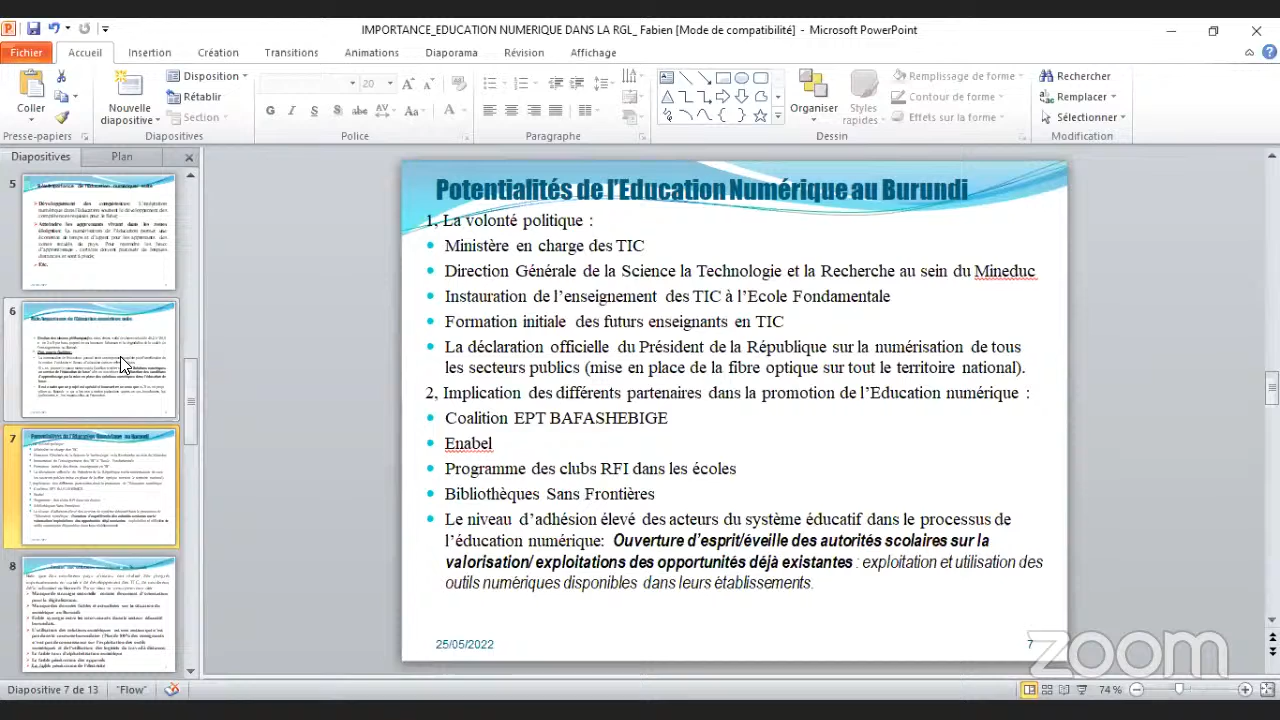 IMPORTANCE_EDUCATION NUMERIQUE DANS LA RGL_ Fabien [Mode de compatibilité] - Microsoft PowerPoint
Fichier Accueil Insertion Création Transitions Animations Diaporama Révision Affichage
Coller
Presse-papiers
Nouvelle diapositive
Disposition
Rétablir
Section
Diapositives
20
G I S S abc AV Aa A
Police
Paragraphe
Organiser
Styles rapides
Remplissage de forme
Contour de forme
Effets sur la forme
Dessin
Rechercher
Remplacer
Sélectionner
Modification
Diapositives Plan
5
6
7
8
Potentialités de l'Education Numérique au Burundi
1, La volonté politique :
Ministère en charge des TIC
Direction Générale de la Science la Technologie et la Recherche au sein du Mineduc
Instauration de l'enseignement des TIC à l'Ecole Fondamentale
Formation initiale des futurs enseignants en TIC
La déclaration officielle du Président de la République sur la numérisation de tous
les secteurs publics(mise en place de la fibre optique sur tout le territoire national).
2, Implication des différents partenaires dans la promotion de l'Education numérique :
Coalition EPT BAFASHEBIGE
Enabel
Programme des clubs RFI dans les écoles
Bibliothèques Sans Frontières
Le niveau d'adhésion élevé des acteurs du système éducatif dans le processus de
l'éducation numérique: Ouverture d'esprit/éveille des autorités scolaires sur la
valorisation/exploitations des opportunités déjà existantes : exploitation et utilisation des
outils numériques disponibles dans leurs établissements .
25/05/2022 7
zoom
Diapositive 7 de 13 "Flow" 74 %